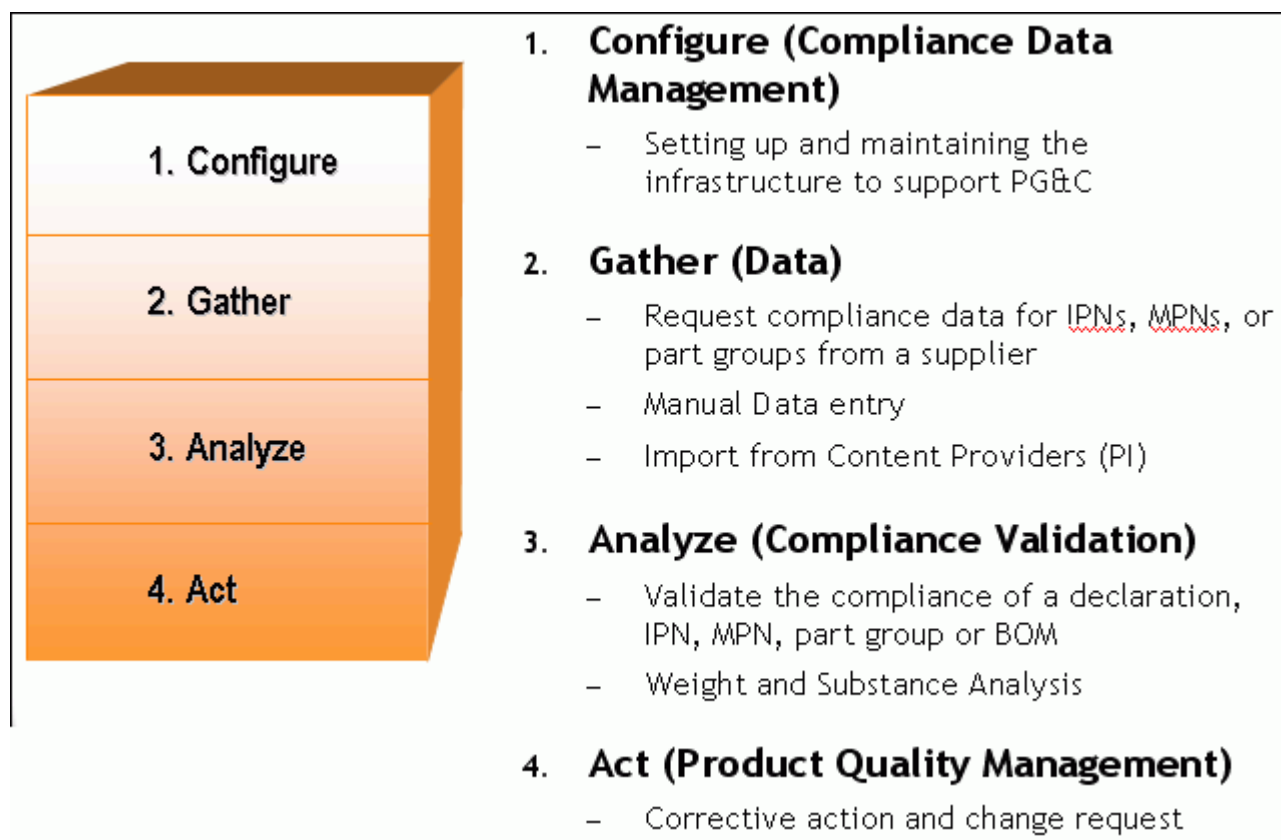 1. Configure
2. Gather
3. Analyze
4. Act
1. Configure (Compliance Data
Management)
– Setting up and maintaining the
infrastructure to support PG&C
2. Gather (Data)
– Request compliance data for IPNs, MPNs, or
part groups from a supplier
– Manual Data entry
– Import from Content Providers (PI)
3. Analyze (Compliance Validation)
– Validate the compliance of a declaration,
IPN, MPN, part group or BOM
– Weight and Substance Analysis
4. Act (Product Quality Management)
– Corrective action and change request